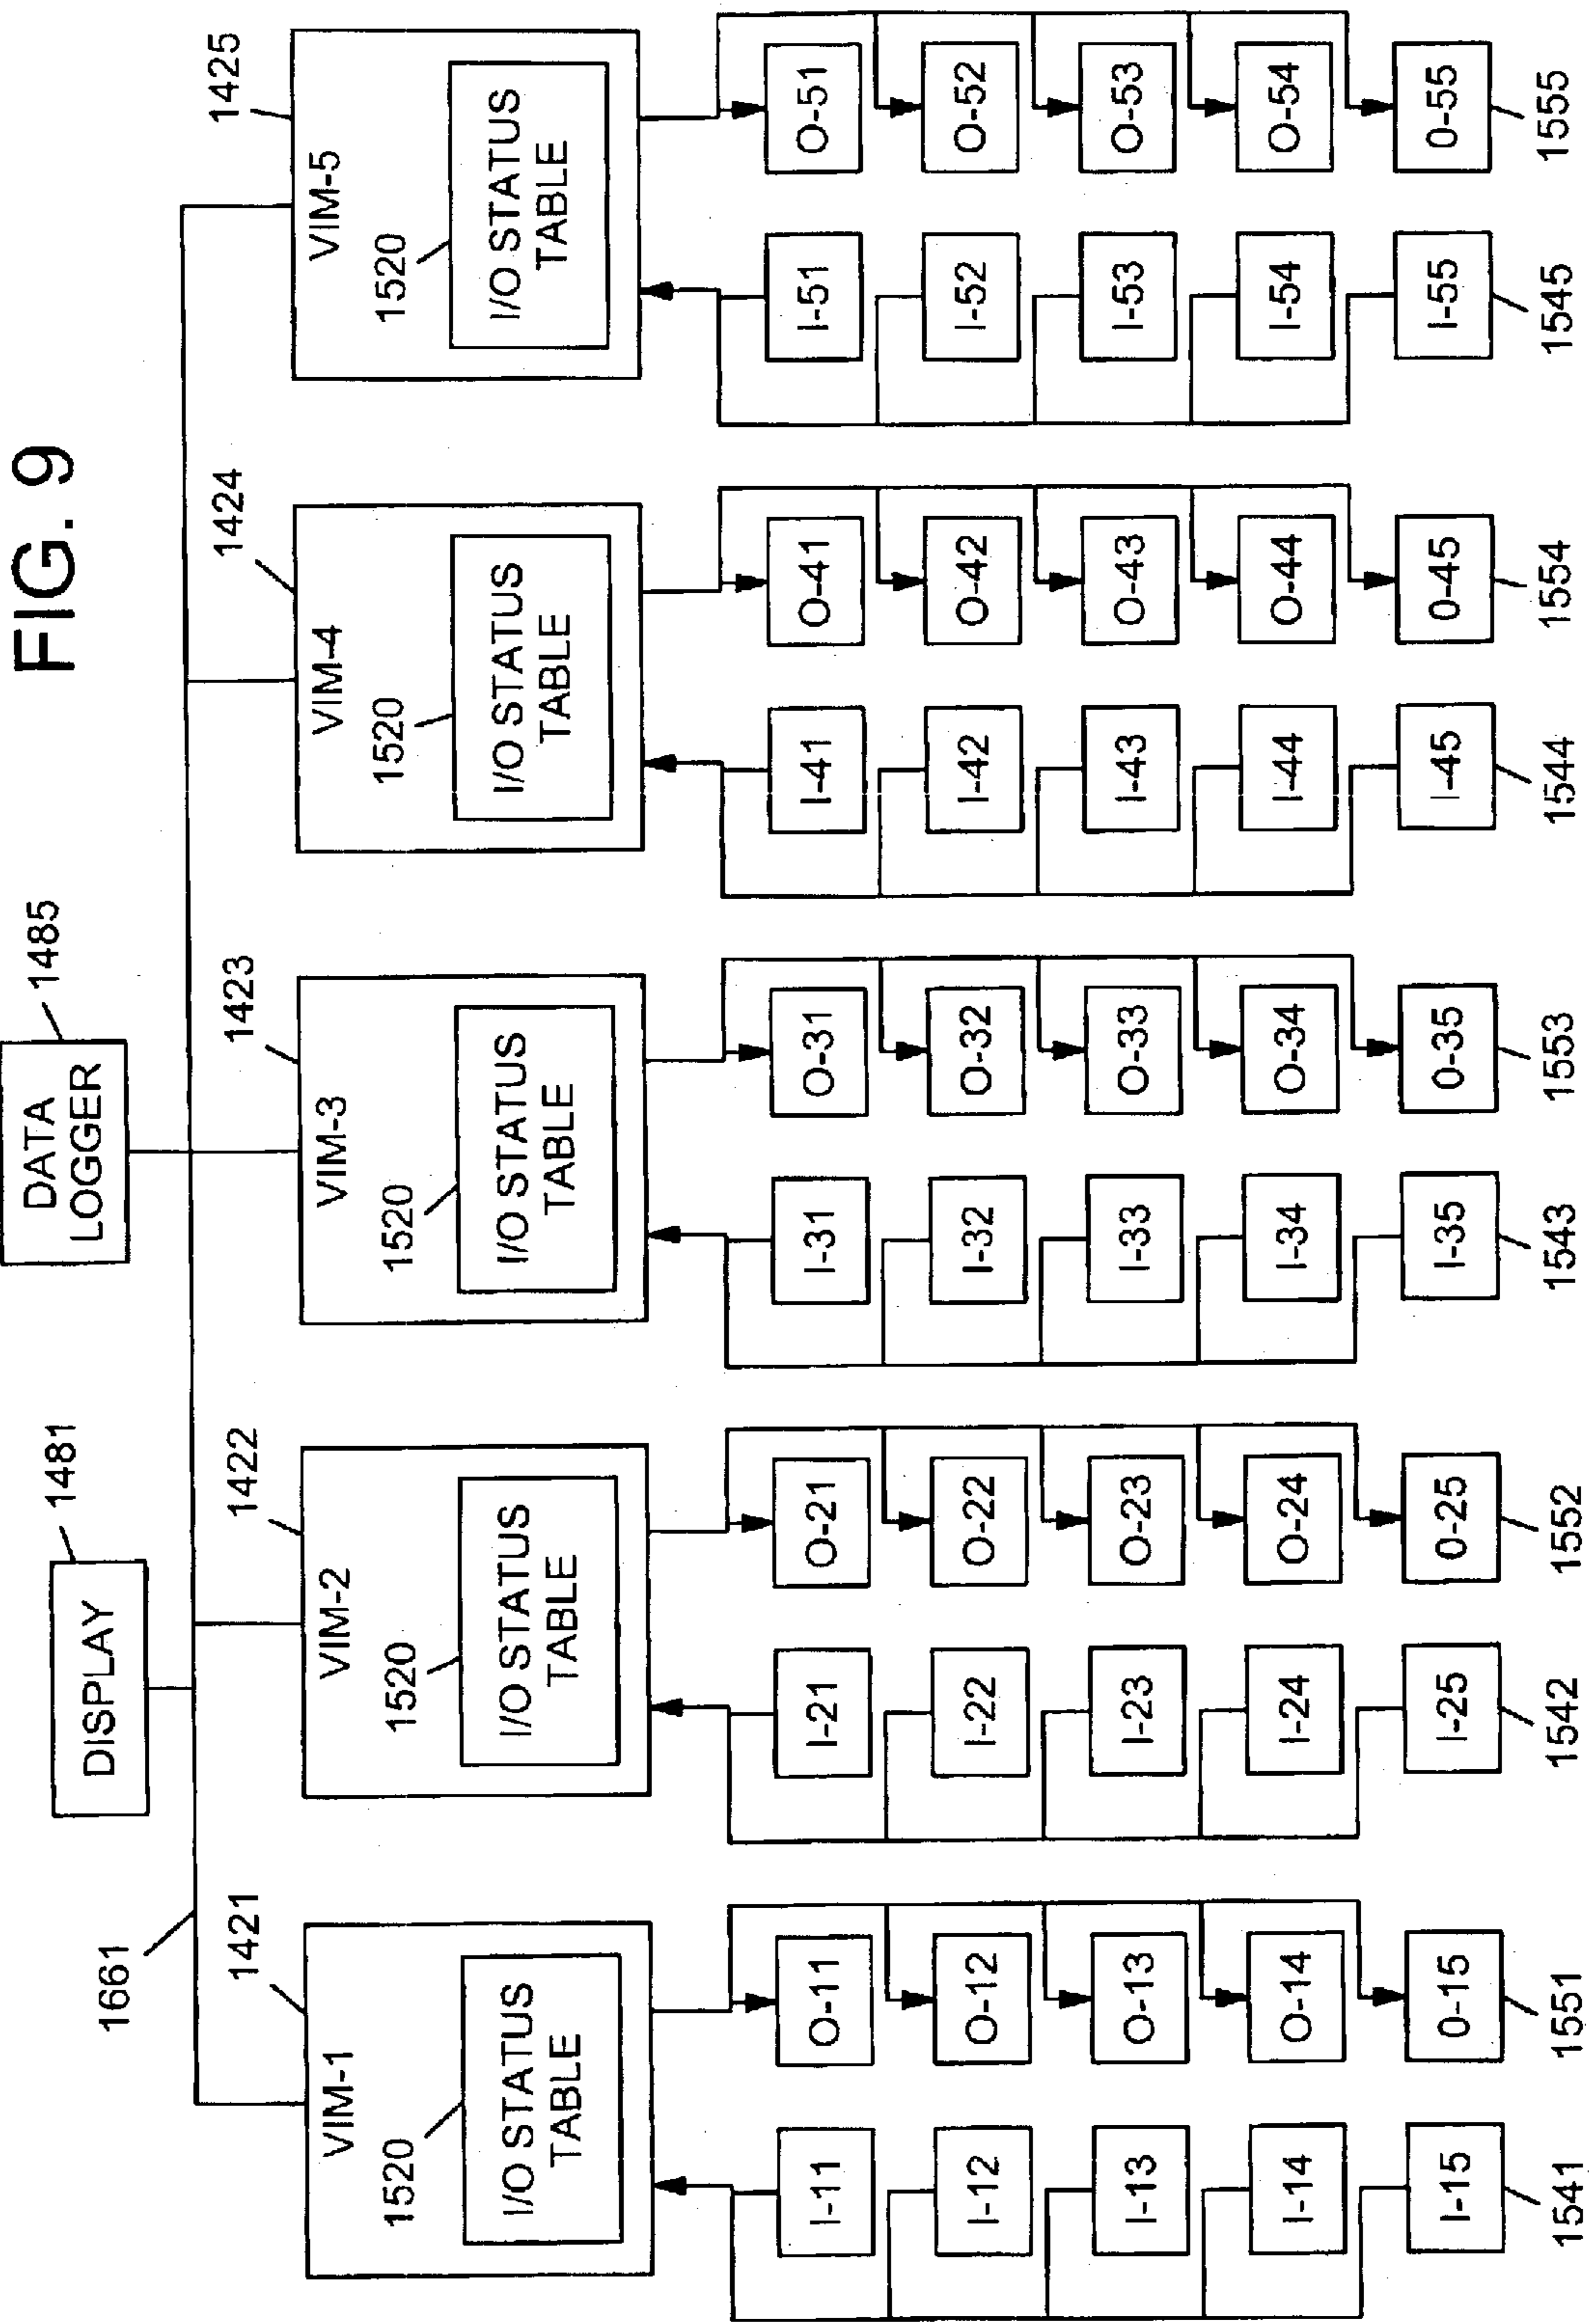 FIG. 9
DISPLAY
1481
DATA
LOGGER
1485
1661
1421
VIM-1
1520
I/O STATUS
TABLE
1422
VIM-2
1520
I/O STATUS
TABLE
1423
VIM-3
1520
I/O STATUS
TABLE
1424
VIM-4
1520
I/O STATUS
TABLE
1425
VIM-5
1520
I/O STATUS
TABLE
I-11
O-11
I-21
O-21
I-31
O-31
I-41
O-41
I-51
O-51
I-12
O-12
I-22
O-22
I-32
O-32
I-42
O-42
I-52
O-52
I-13
O-13
I-23
O-23
I-33
O-33
I-43
O-43
I-53
O-53
I-14
O-14
I-24
O-24
I-34
O-34
I-44
O-44
I-54
O-54
I-15
0-15
I-25
0-25
I-35
0-35
I-45
0-45
I-55
0-55
1541
1551
1542
1552
1543
1553
1544
1554
1545
1555